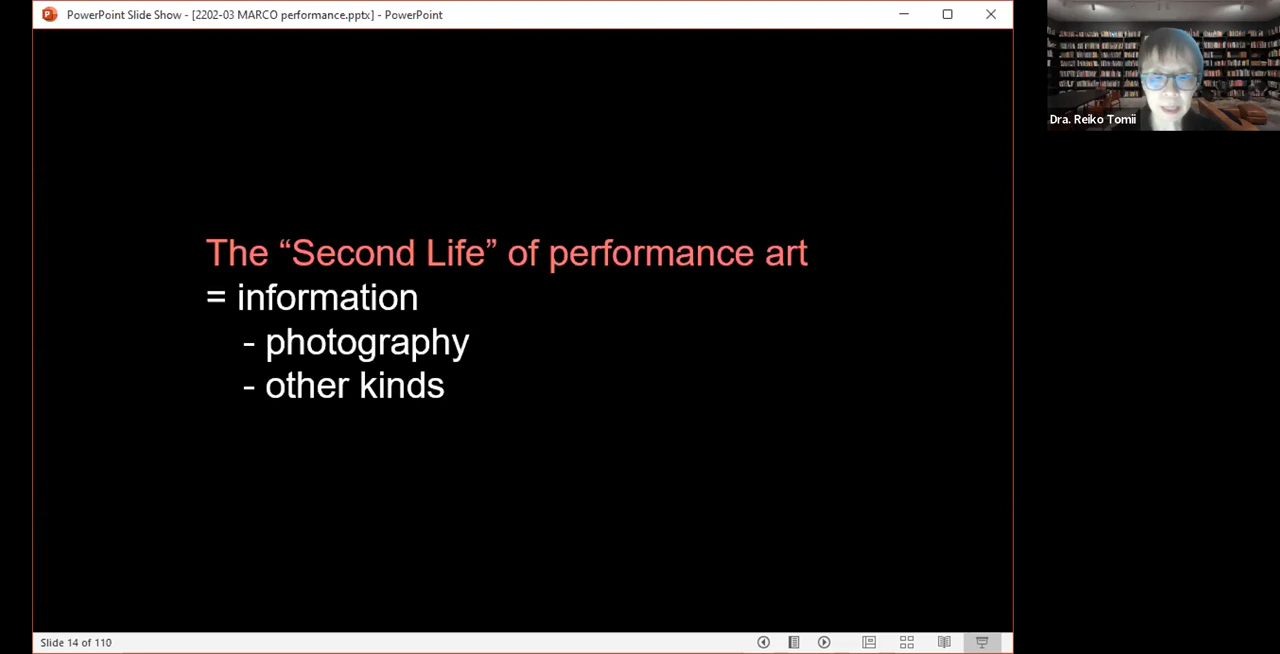 PowerPoint Slide Show - [2202-03 MARCO performance.pptx] - PowerPoint
Dra. Reiko Tomii
The “Second Life” of performance art
= information
- photography
- other kinds
Slide 14 of 110